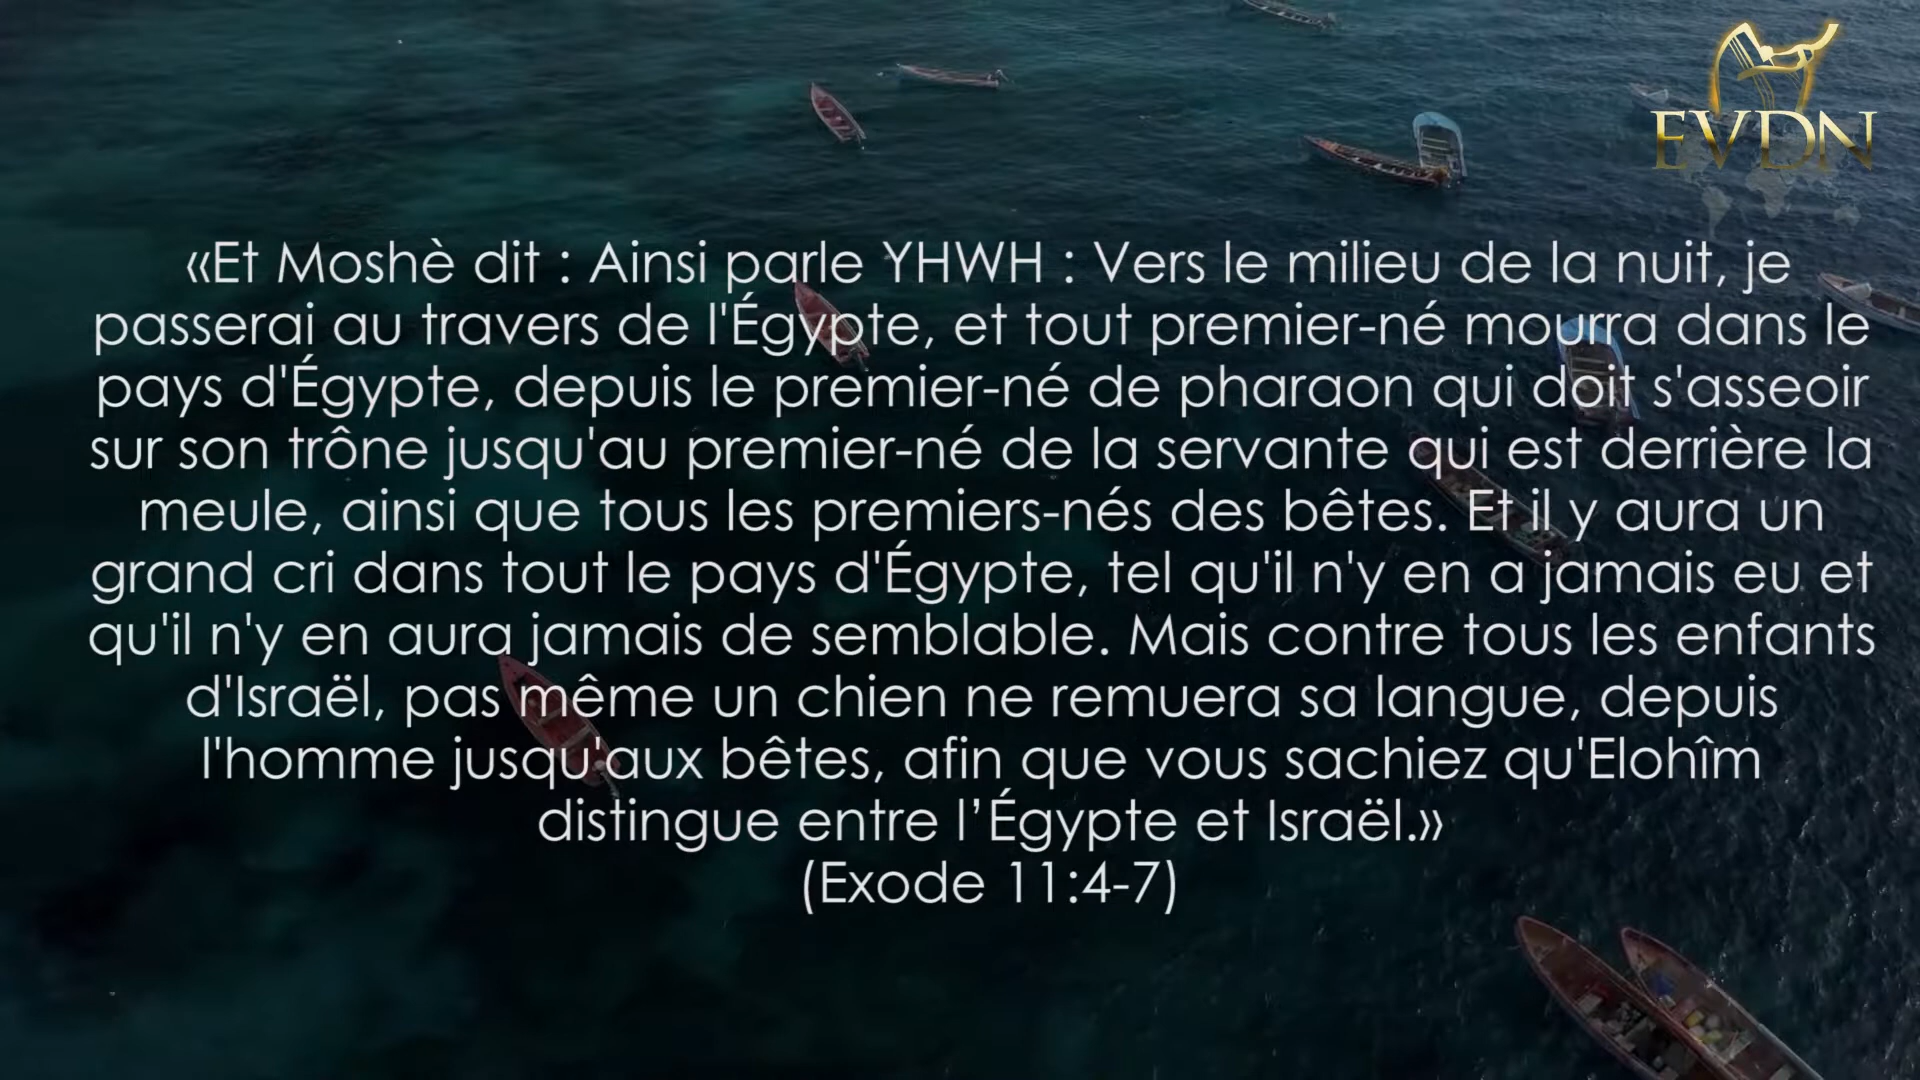 EVDN
«Et Moshè dit : Ainsi parle YHWH : Vers le milieu de la nuit, je
passerai au travers de l'Égypte, et tout premier-né mourra dans le
pays d'Égypte, depuis le premier-né de pharaon qui doit s'asseoir
sur son trône jusqu'au premier-né de la servante qui est derrière la
meule, ainsi que tous les premiers-nés des bêtes. Et il y aura un
grand cri dans tout le pays d'Égypte, tel qu'il n'y en a jamais eu et
qu'il n'y en aura jamais de semblable. Mais contre tous les enfants
d'Israël, pas même un chien ne remuera sa langue, depuis
l'homme jusqu'aux bêtes, afin que vous sachiez qu'Elohîm
distingue entre l’Égypte et Israël.»
(Exode 11:4-7)